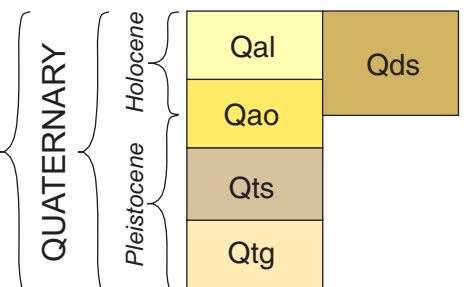 QUATERNARY
Holocene
Pleistocene
Qal
Qds
Qao
Qts
Qtg